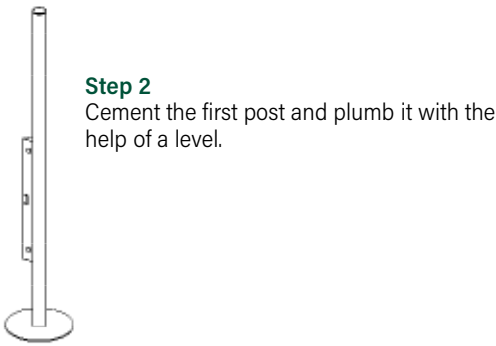 Step 2
Cement the first post and plumb it with the
help of a level.